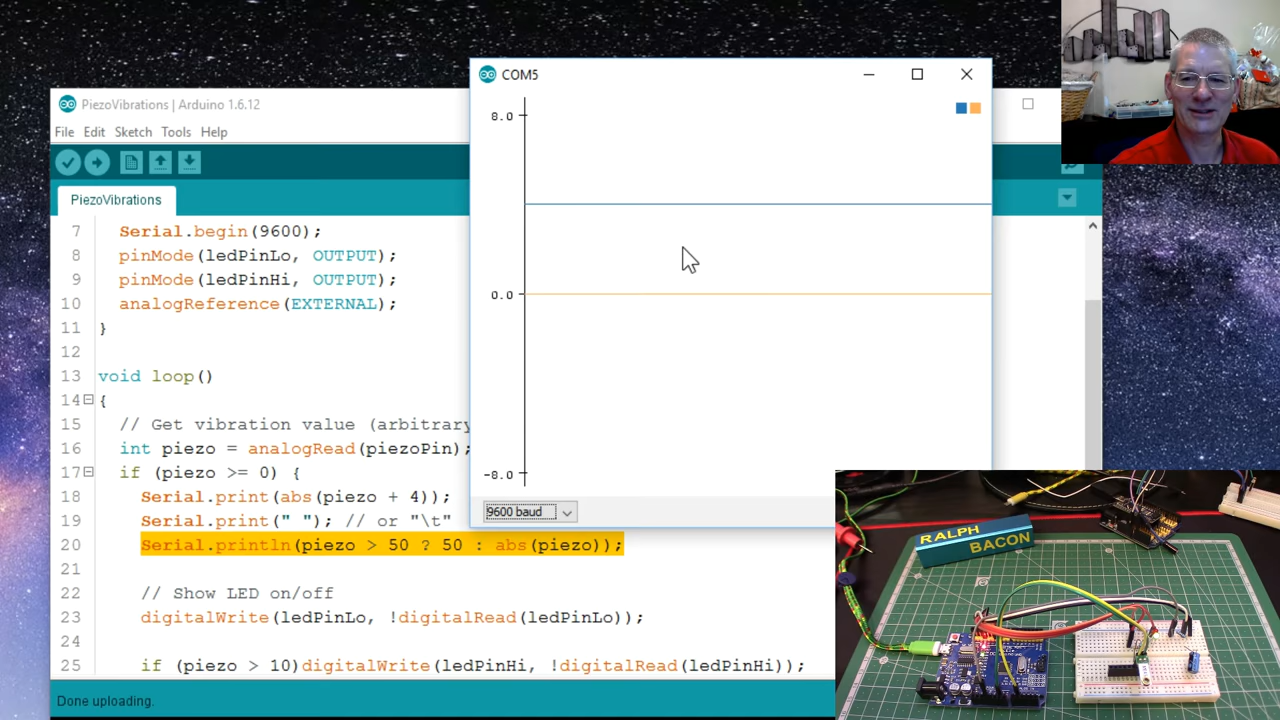 PiezoVibrations | Arduino 1.6.12
File Edit Sketch Tools Help
PiezoVibrations
7 Serial.begin(9600);
8 pinMode(ledPinLo, OUTPUT);
9 pinMode(ledPinHi, OUTPUT);
10 analogReference(EXTERNAL);
11 }
12
13 void loop()
14 {
15 // Get vibration value (arbitrary
16 int piezo = analogRead(piezoPin);
17 if (piezo >= 0) {
18 Serial.print(abs(piezo + 4));
19 Serial.print(" "); // or "\t"
20 Serial.println(piezo > 50 ? 50 : abs(piezo));
21
22 // Show LED on/off
23 digitalWrite(ledPinLo, !digitalRead(ledPinLo));
24
25 if (piezo > 10)digitalWrite(ledPinHi, !digitalRead(ledPinHi));
Done uploading.
COM5
8.0
0.0
-8.0
9600 baud
RALPH
BACON